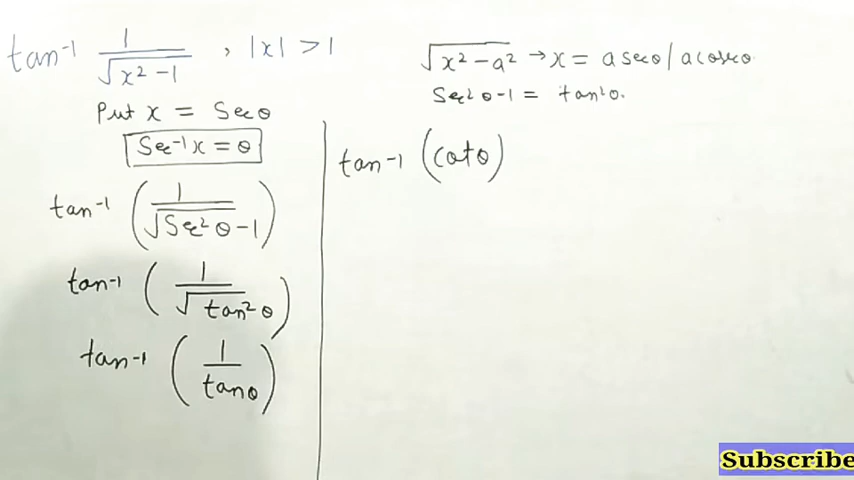 tan⁻¹ 1/√(x²-1) , |x| > 1
Put x = Secθ
Sec⁻¹x = θ
tan⁻¹ (1/√(Sec²θ-1))
tan⁻¹ (1/√(tan²θ))
tan⁻¹ (1/tanθ)
√(x²-a²) → x = a secθ / a cosecθ
Sec²θ-1 = tan²θ.
tan⁻¹ (cotθ)
Subscribe